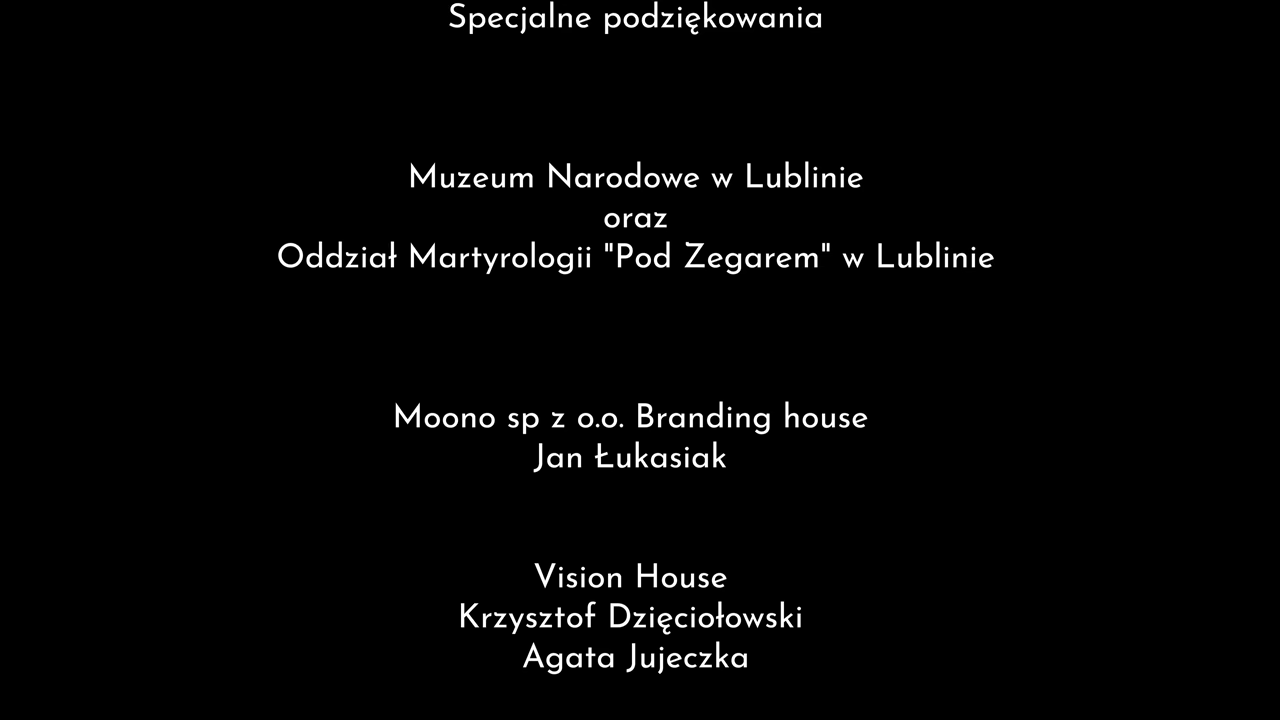 Specjalne podziękowania
Muzeum Narodowe w Lublinie
oraz
Oddział Martyrologii "Pod Zegarem" w Lublinie
Moono sp z o.o. Branding house
Jan Łukasiak
Vision House
Krzysztof Dzięciołowski
Agata Jujeczka